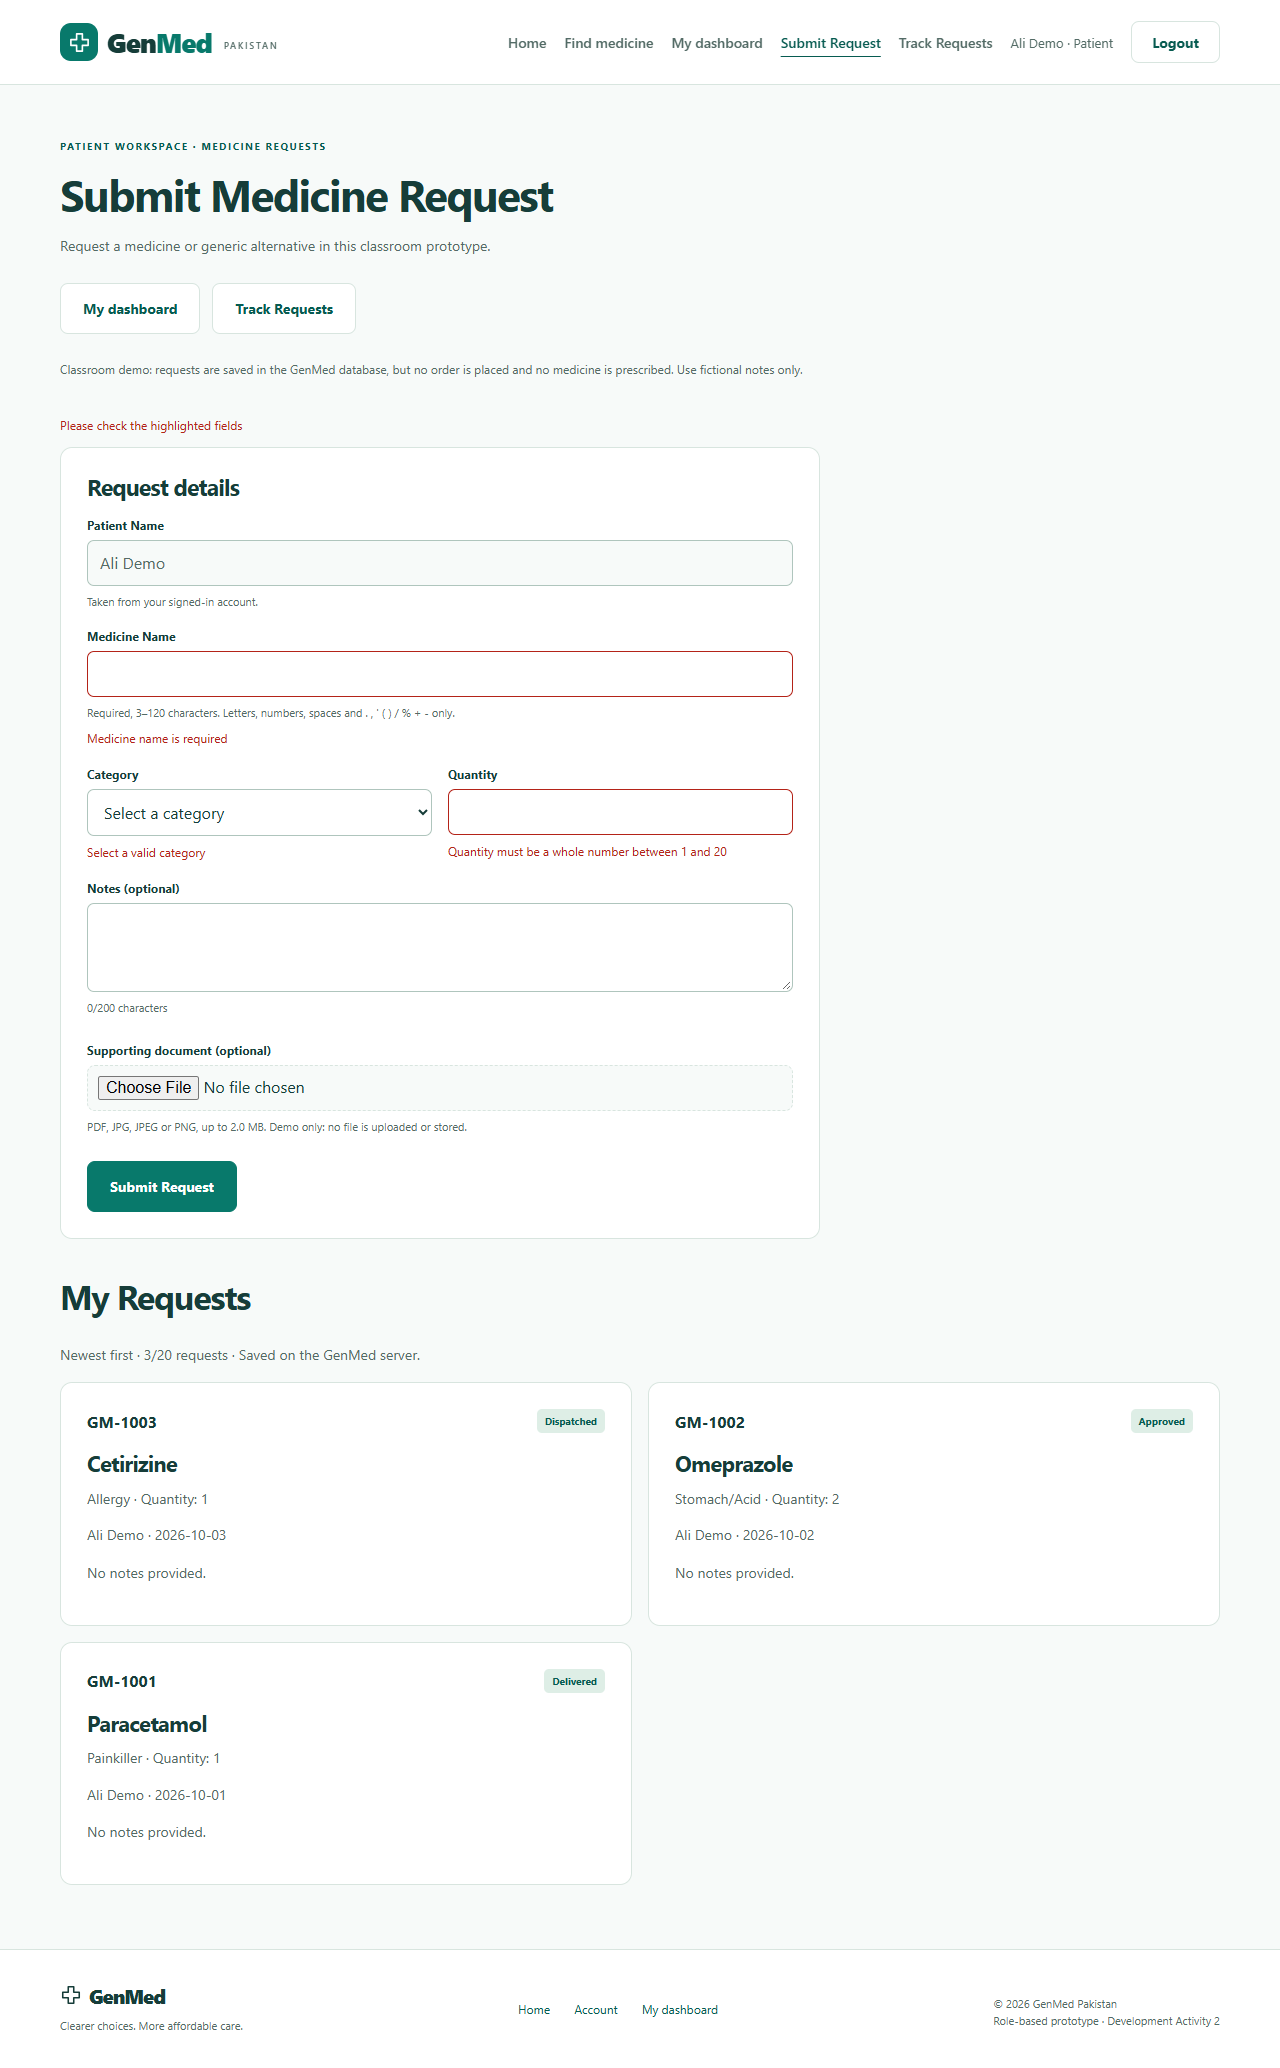 GenMed PAKISTAN
Home Find medicine My dashboard Submit Request Track Requests Ali Demo · Patient Logout
PATIENT WORKSPACE · MEDICINE REQUESTS
Submit Medicine Request
Request a medicine or generic alternative in this classroom prototype.
My dashboard Track Requests
Classroom demo: requests are saved in the GenMed database, but no order is placed and no medicine is prescribed. Use fictional notes only.
Please check the highlighted fields
Request details
Patient Name
Ali Demo
Taken from your signed-in account.
Medicine Name
Required, 3–120 characters. Letters, numbers, spaces and . , ' ( ) / % + - only.
Medicine name is required
Category Quantity
Select a category
Select a valid category Quantity must be a whole number between 1 and 20
Notes (optional)
0/200 characters
Supporting document (optional)
Choose File No file chosen
PDF, JPG, JPEG or PNG, up to 2.0 MB. Demo only: no file is uploaded or stored.
Submit Request
My Requests
Newest first · 3/20 requests · Saved on the GenMed server.
GM-1003 Dispatched
Cetirizine
Allergy · Quantity: 1
Ali Demo · 2026-10-03
No notes provided.
GM-1002 Approved
Omeprazole
Stomach/Acid · Quantity: 2
Ali Demo · 2026-10-02
No notes provided.
GM-1001 Delivered
Paracetamol
Painkiller · Quantity: 1
Ali Demo · 2026-10-01
No notes provided.
GenMed
Clearer choices. More affordable care.
Home Account My dashboard
© 2026 GenMed Pakistan
Role-based prototype · Development Activity 2